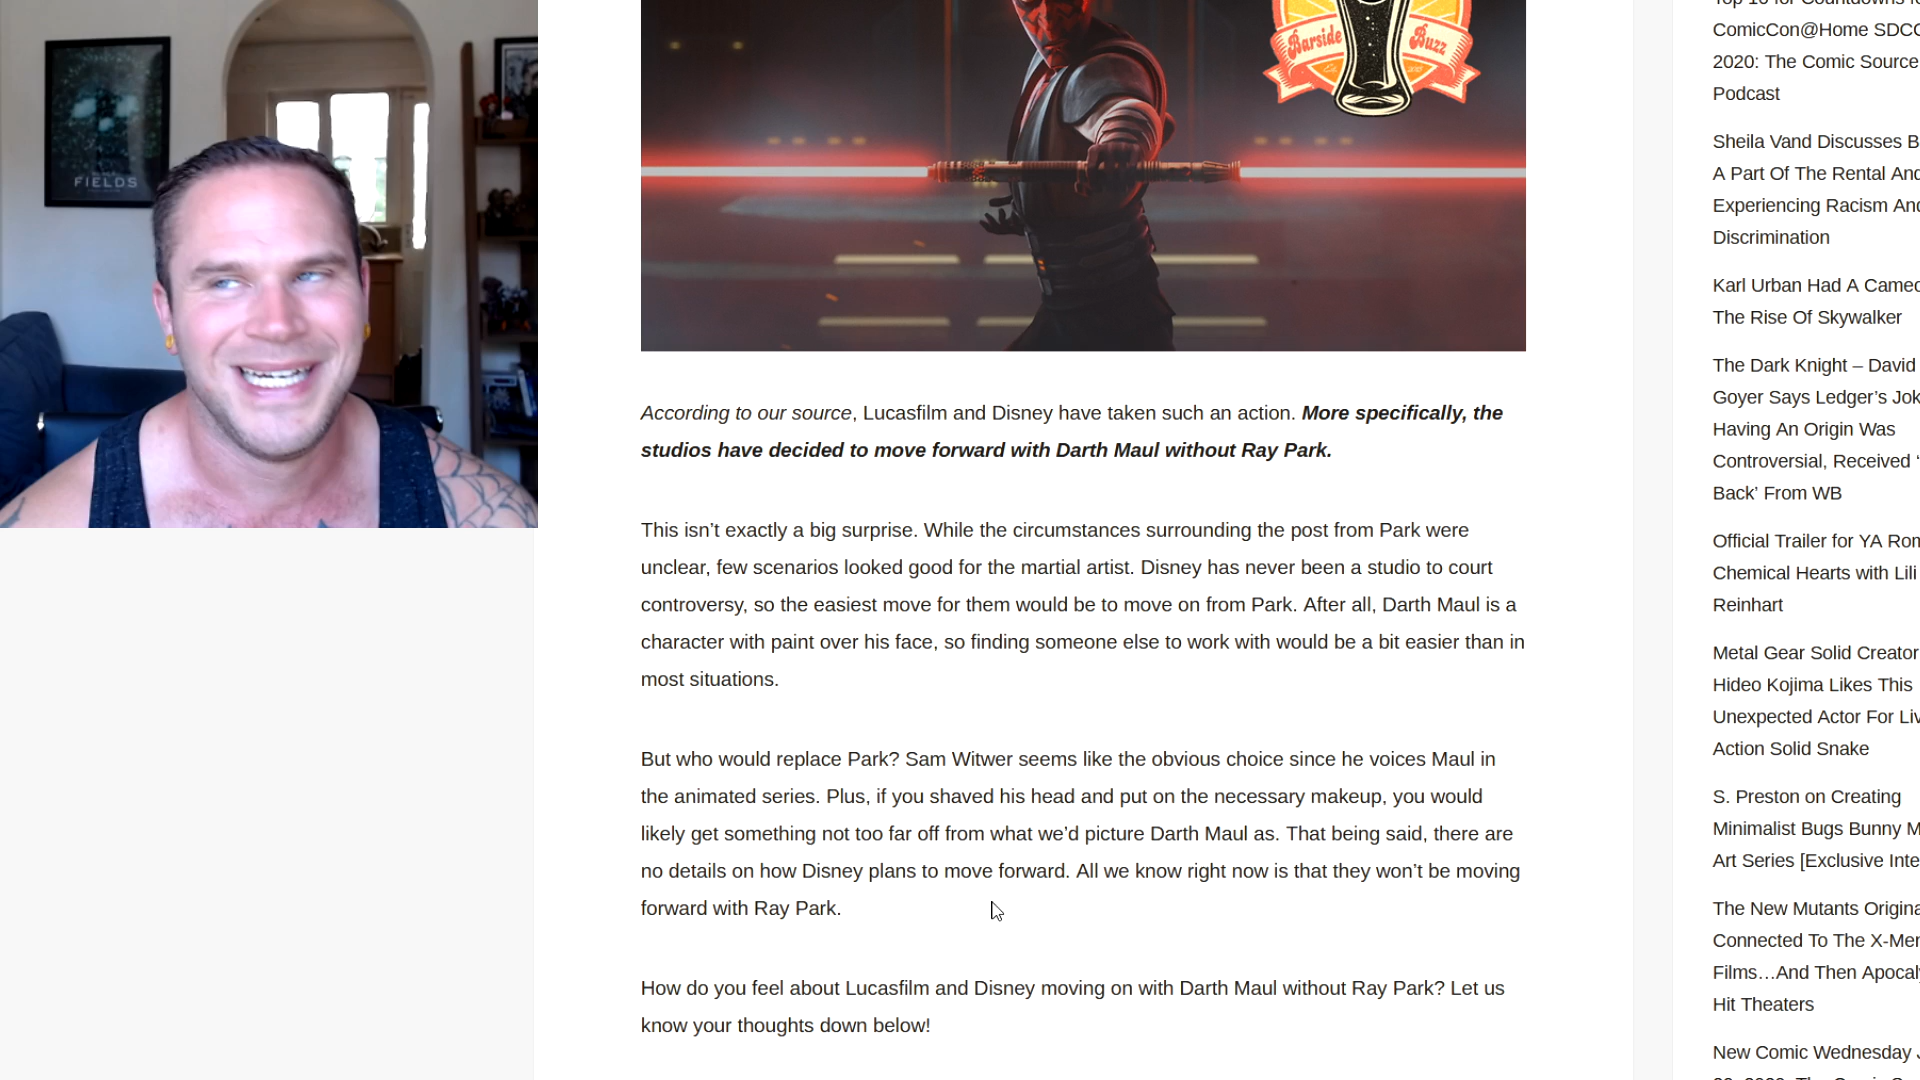 FIELDS
Barside Buzz
According to our source, Lucasfilm and Disney have taken such an action. More specifically, the
studios have decided to move forward with Darth Maul without Ray Park.
This isn’t exactly a big surprise. While the circumstances surrounding the post from Park were
unclear, few scenarios looked good for the martial artist. Disney has never been a studio to court
controversy, so the easiest move for them would be to move on from Park. After all, Darth Maul is a
character with paint over his face, so finding someone else to work with would be a bit easier than in
most situations.
But who would replace Park? Sam Witwer seems like the obvious choice since he voices Maul in
the animated series. Plus, if you shaved his head and put on the necessary makeup, you would
likely get something not too far off from what we’d picture Darth Maul as. That being said, there are
no details on how Disney plans to move forward. All we know right now is that they won’t be moving
forward with Ray Park.
How do you feel about Lucasfilm and Disney moving on with Darth Maul without Ray Park? Let us
know your thoughts down below!
ComicCon@Home SDCC
2020: The Comic Source
Podcast
Sheila Vand Discusses B
A Part Of The Rental And
Experiencing Racism And
Discrimination
Karl Urban Had A Cameo
The Rise Of Skywalker
The Dark Knight – David
Goyer Says Ledger’s Jok
Having An Origin Was
Controversial, Received ‘
Back’ From WB
Official Trailer for YA Rom
Chemical Hearts with Lili
Reinhart
Metal Gear Solid Creator
Hideo Kojima Likes This
Unexpected Actor For Liv
Action Solid Snake
S. Preston on Creating
Minimalist Bugs Bunny M
Art Series [Exclusive Inte
The New Mutants Origina
Connected To The X-Men
Films…And Then Apocaly
Hit Theaters
New Comic Wednesday J